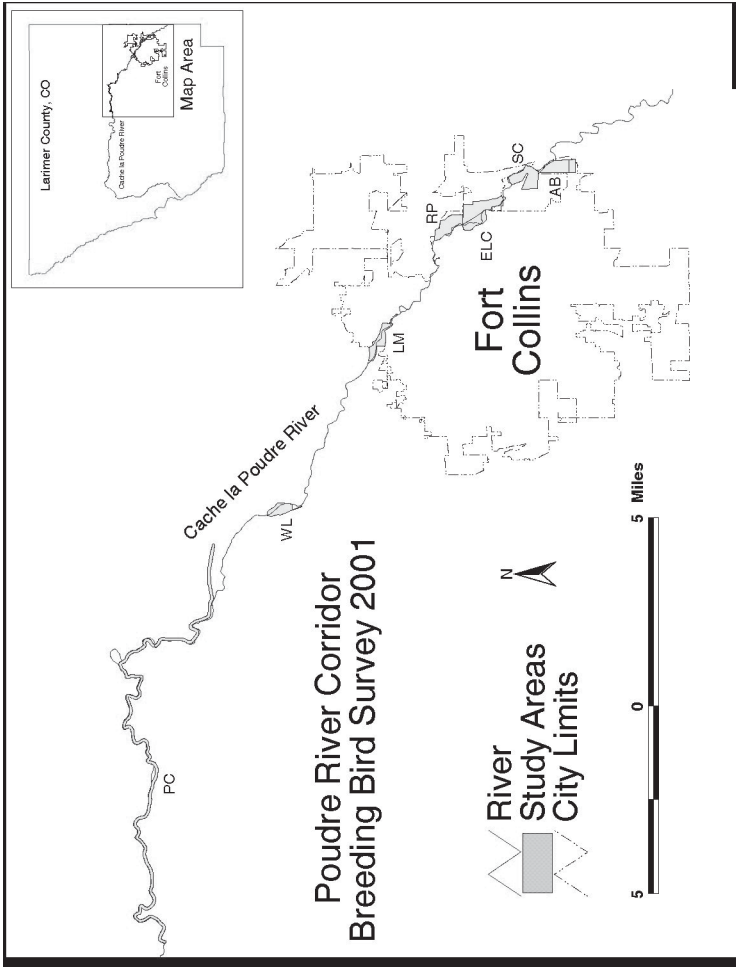 Larimer County, CO
Cache la Poudre River
Fort
Collins
Map Area
Cache la Poudre River
PC
WL
LM
RP
ELC
SC
AB
Fort
Collins
Poudre River Corridor
Breeding Bird Survey 2001
N
River
Study Areas
City Limits
5
0
5
Miles